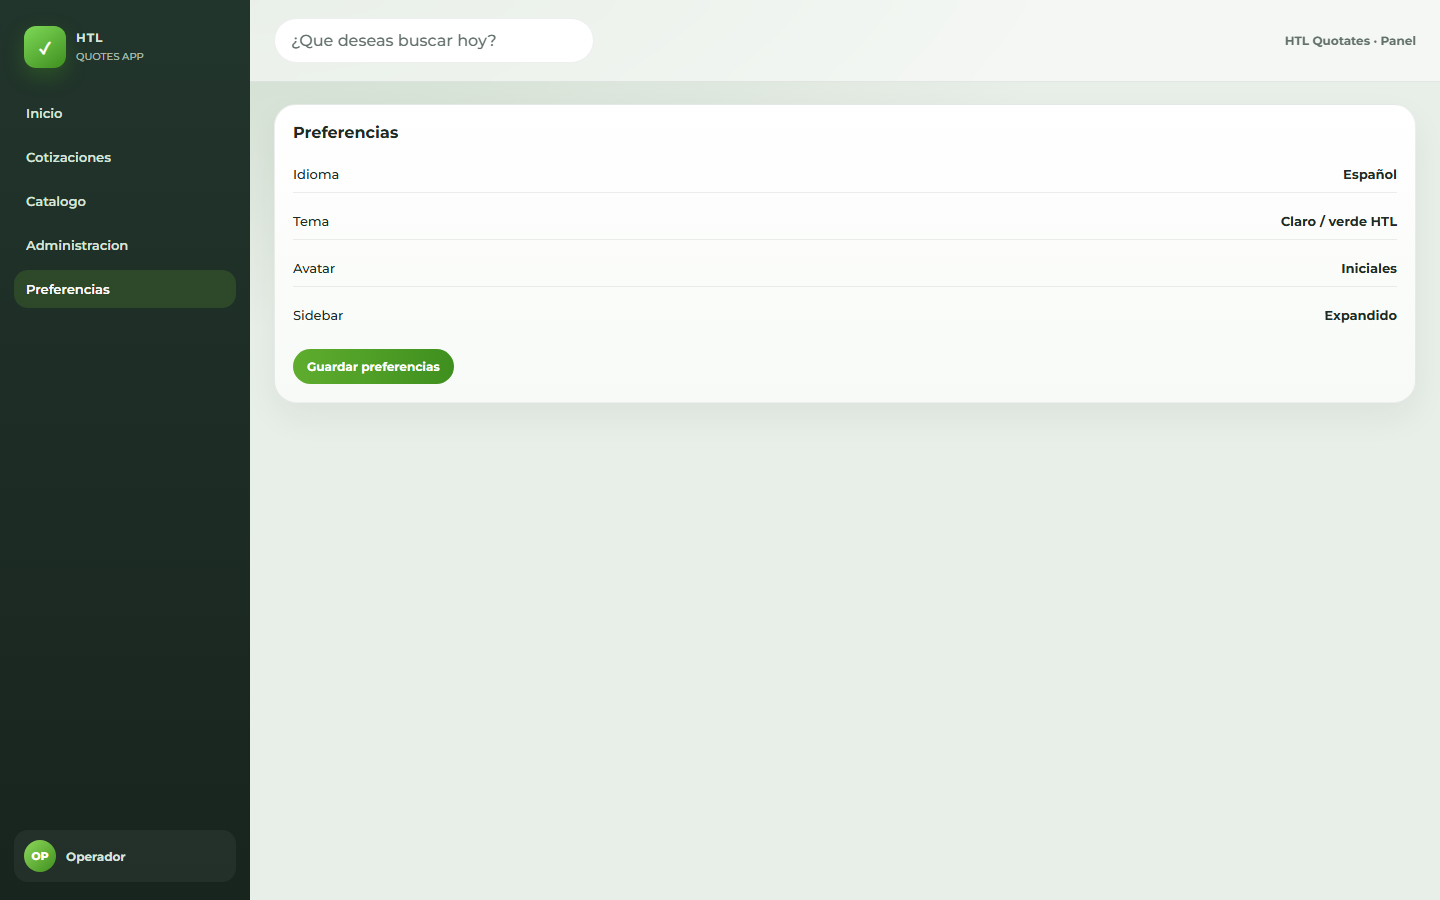 HTL
QUOTES APP
Inicio
Cotizaciones
Catalogo
Administracion
Preferencias
OP
Operador
¿Que deseas buscar hoy?
HTL Quotates · Panel
Preferencias
Idioma
Español
Tema
Claro / verde HTL
Avatar
Iniciales
Sidebar
Expandido
Guardar preferencias